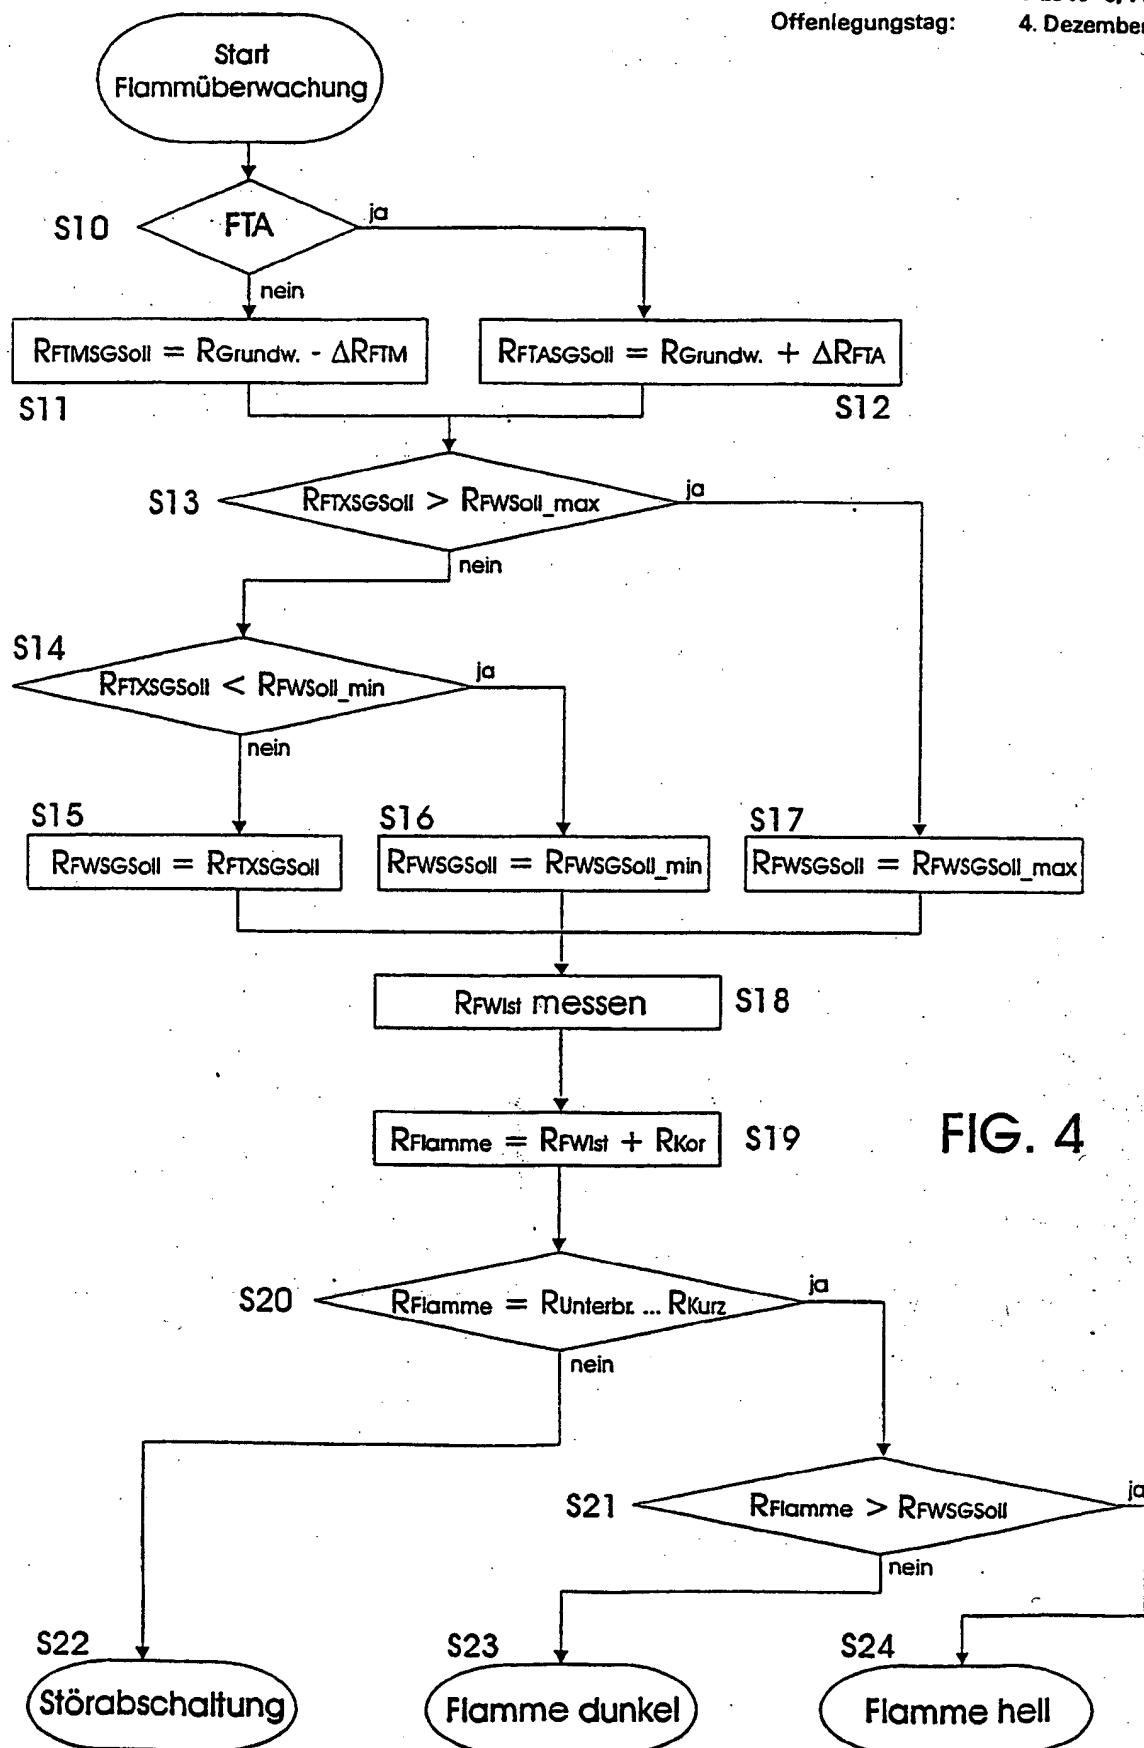 Offenlegungstag: 4. Dezember
Start
Flammüberwachung
S10
FTA
ja
nein
RFTMSGSoll = RGrundw. - ΔRFTM
RFTASGSoll = RGrundw. + ΔRFTA
S11
S12
S13
RFTXSGSoll > RFWSoll_max
ja
nein
S14
RFTXSGSoll < RFWSoll_min
ja
nein
S15
S16
S17
RFWSGSoll = RFTXSGSoll
RFWSGSoll = RFWSGSoll_min
RFWSGSoll = RFWSGSoll_max
RFWIst messen
S18
RFlamme = RFWIst + RKor
S19
FIG. 4
S20
RFlamme = RUnterbr. ... RKurz
ja
nein
S21
RFlamme > RFWSGSoll
ja
nein
S22
S23
S24
Störabschaltung
Flamme dunkel
Flamme hell